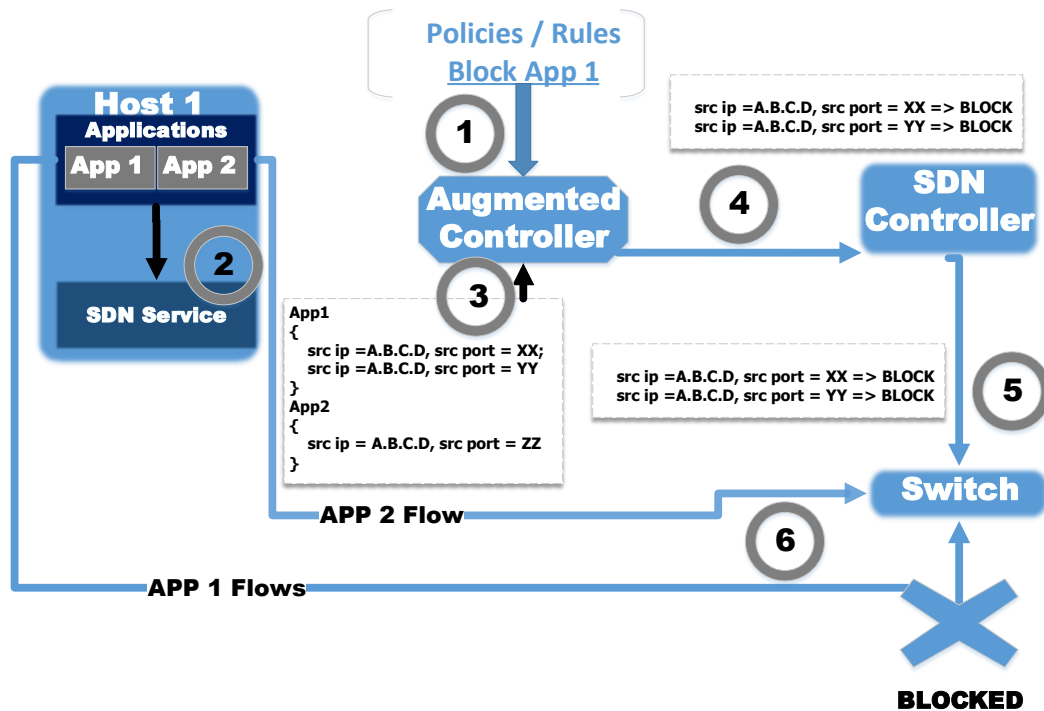 Policies / Rules
Block App 1
Host 1
Applications
App 1
App 2
SDN Service
1
2
3
Augmented
Controller
src ip =A.B.C.D, src port = XX => BLOCK
src ip =A.B.C.D, src port = YY => BLOCK
4
SDN
Controller
App1
{
src ip =A.B.C.D, src port = XX;
src ip =A.B.C.D, src port = YY
}
App2
{
src ip = A.B.C.D, src port = ZZ
}
src ip =A.B.C.D, src port = XX => BLOCK
src ip =A.B.C.D, src port = YY => BLOCK
5
Switch
APP 2 Flow
6
APP 1 Flows
BLOCKED